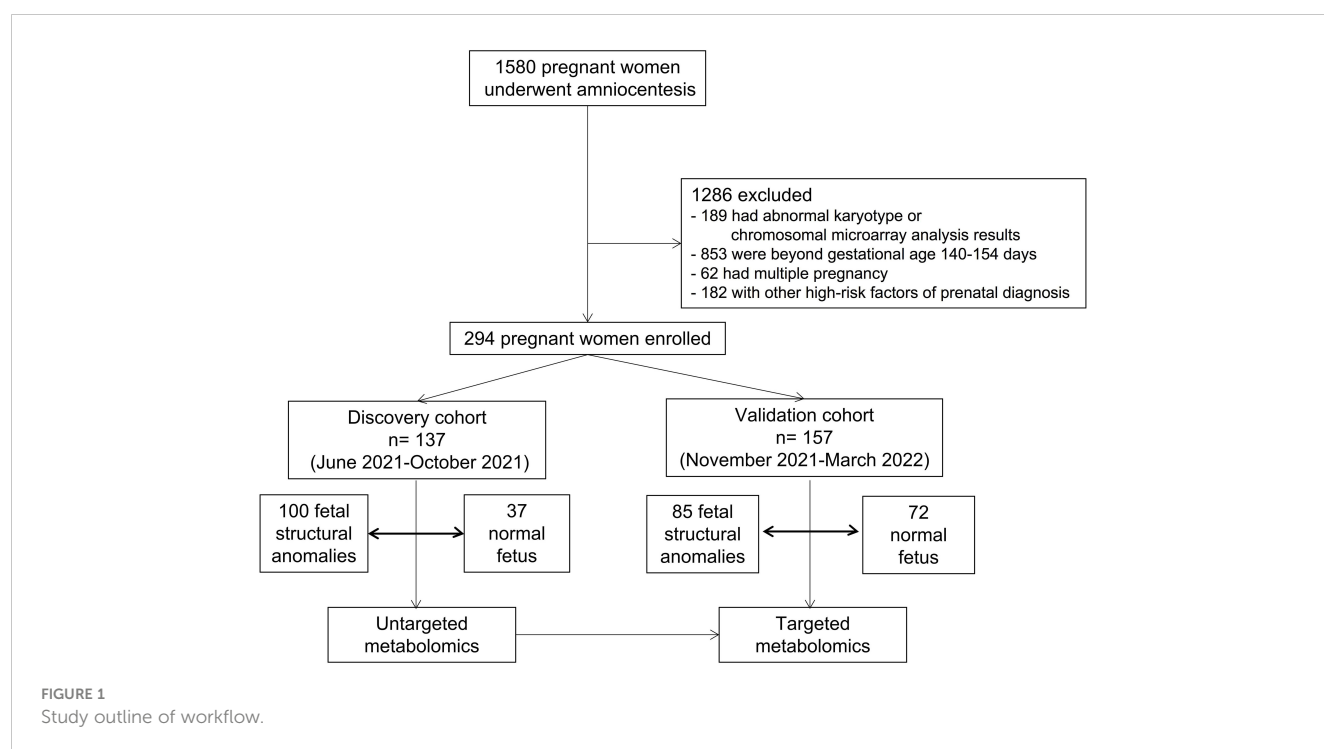 1580 pregnant women
underwent amniocentesis
1286 excluded
- 189 had abnormal karyotype or
chromosomal microarray analysis results
- 853 were beyond gestational age 140-154 days
- 62 had multiple pregnancy
- 182 with other high-risk factors of prenatal diagnosis
294 pregnant women enrolled
Discovery cohort
n= 137
(June 2021-October 2021)
Validation cohort
n= 157
(November 2021-March 2022)
100 fetal
structural
anomalies
37
normal
fetus
85 fetal
structural
anomalies
72
normal
fetus
Untargeted
metabolomics
Targeted
metabolomics
FIGURE 1
Study outline of workflow.